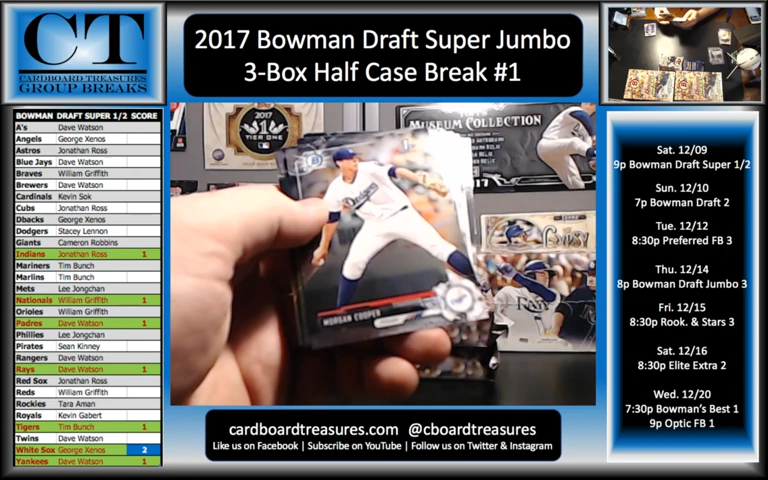 CT
CARDBOARD TREASURES
GROUP BREAKS
2017 Bowman Draft Super Jumbo
3-Box Half Case Break #1
BOWMAN DRAFT SUPER 1/2 SCORE
A's Dave Watson
Angels George Xenos
Astros Jonathan Ross
Blue Jays Dave Watson
Braves William Griffith
Brewers Dave Watson
Cardinals Kevin Sok
Cubs Jonathan Ross
Dbacks George Xenos
Dodgers Stacey Lennon
Giants Cameron Robbins
Indians Jonathan Ross 1
Mariners Tim Bunch
Marlins Tim Bunch
Mets Lee Jongchan
Nationals William Griffith 1
Orioles William Griffith
Padres Dave Watson 1
Phillies Lee Jongchan
Pirates Sean Kinney
Rangers Dave Watson
Rays Dave Watson 1
Red Sox Jonathan Ross
Reds William Griffith
Rockies Tara Aman
Royals Kevin Gabert
Tigers Tim Bunch 1
Twins Dave Watson
White Sox George Xenos 2
Yankees Dave Watson 1
2017
TIER ONE
MUSEUM COLLECTION
2017
GYPSY
Dodgers
MORGAN COOPER
cardboardtreasures.com @cboardtreasures
Like us on Facebook | Subscribe on YouTube | Follow us on Twitter & Instagram
Sat. 12/09
9p Bowman Draft Super 1/2
Sun. 12/10
7p Bowman Draft 2
Tue. 12/12
8:30p Preferred FB 3
Thu. 12/14
8p Bowman Draft Jumbo 3
Fri. 12/15
8:30p Rook. & Stars 3
Sat. 12/16
8:30p Elite Extra 2
Wed. 12/20
7:30p Bowman's Best 1
9p Optic FB 1